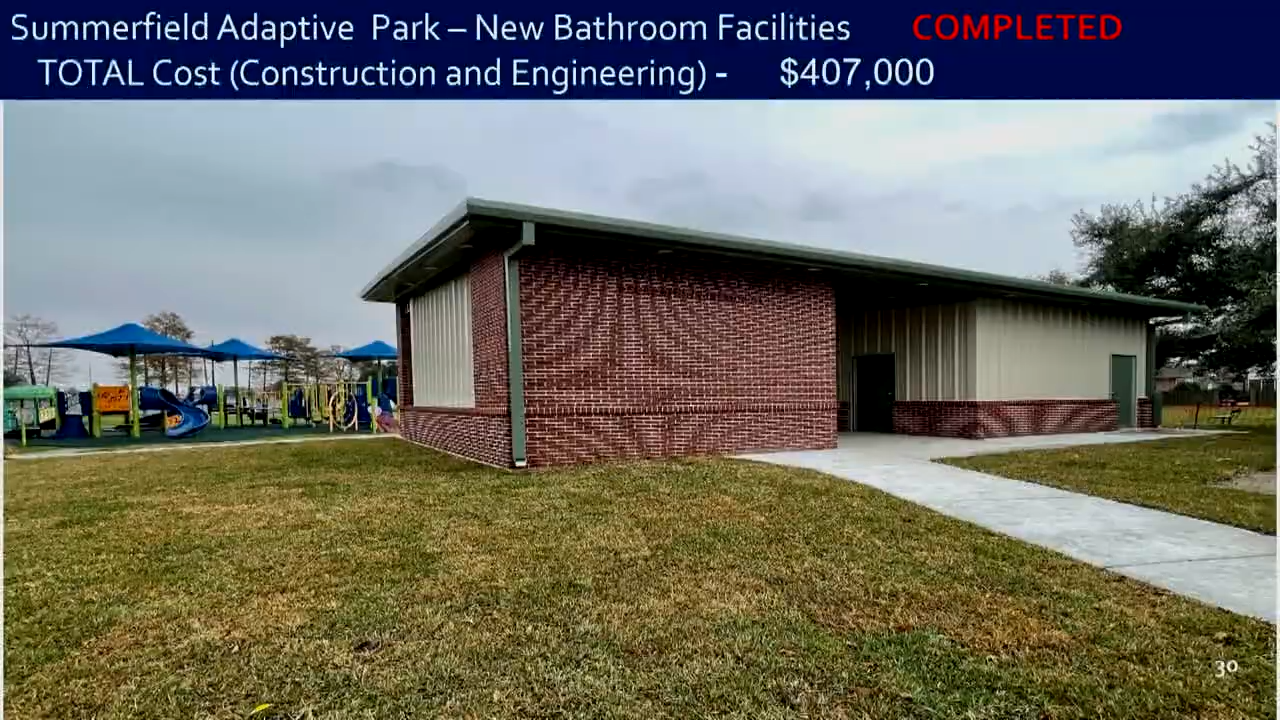 Summerfield Adaptive Park – New Bathroom Facilities COMPLETED
TOTAL Cost (Construction and Engineering) - $407,000
30